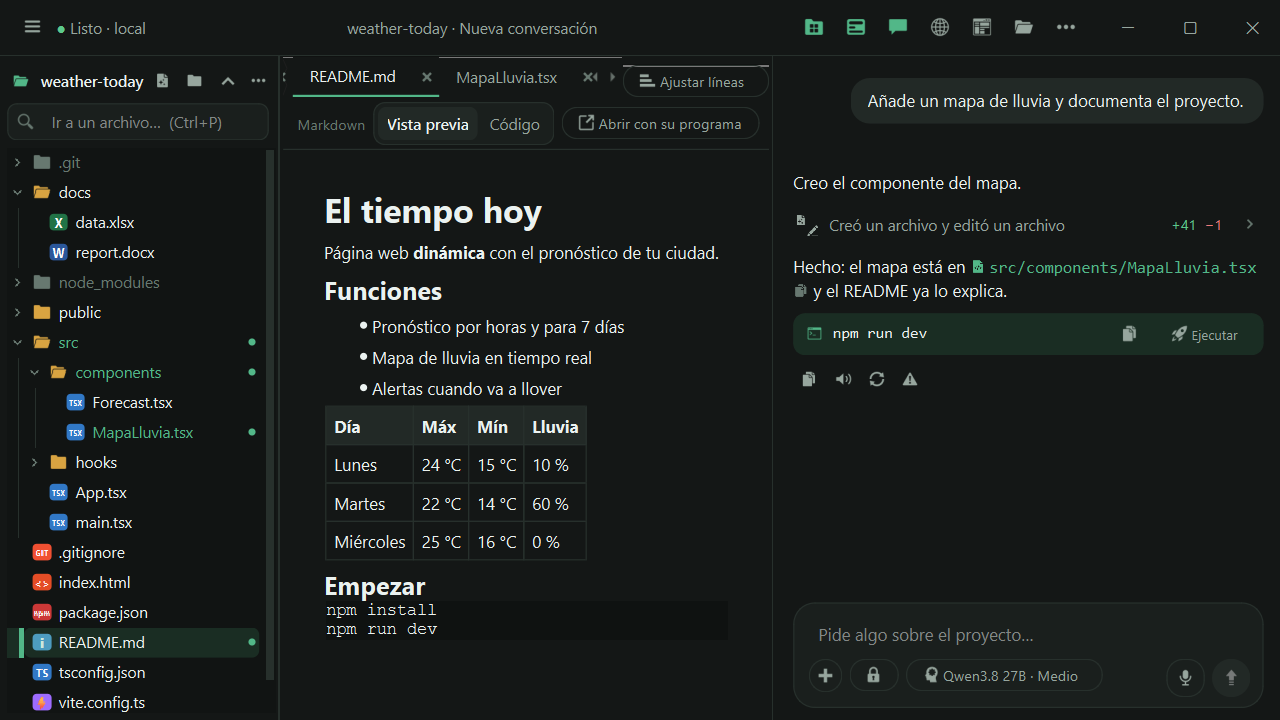 Listo · local
weather-today · Nueva conversación
weather-today
Ir a un archivo... (Ctrl+P)
.git
docs
data.xlsx
report.docx
node_modules
public
src
components
Forecast.tsx
MapaLluvia.tsx
hooks
App.tsx
main.tsx
.gitignore
index.html
package.json
README.md
tsconfig.json
vite.config.ts
README.md
MapaLluvia.tsx
Ajustar líneas
Markdown
Vista previa
Código
Abrir con su programa
El tiempo hoy
Página web dinámica con el pronóstico de tu ciudad.
Funciones
• Pronóstico por horas y para 7 días
• Mapa de lluvia en tiempo real
• Alertas cuando va a llover
Día Máx Mín Lluvia
Lunes 24 °C 15 °C 10 %
Martes 22 °C 14 °C 60 %
Miércoles 25 °C 16 °C 0 %
Empezar
npm install
npm run dev
Añade un mapa de lluvia y documenta el proyecto.
Creo el componente del mapa.
Creó un archivo y editó un archivo +41 −1
Hecho: el mapa está en src/components/MapaLluvia.tsx
y el README ya lo explica.
npm run dev Ejecutar
Pide algo sobre el proyecto...
Qwen3.8 27B · Medio